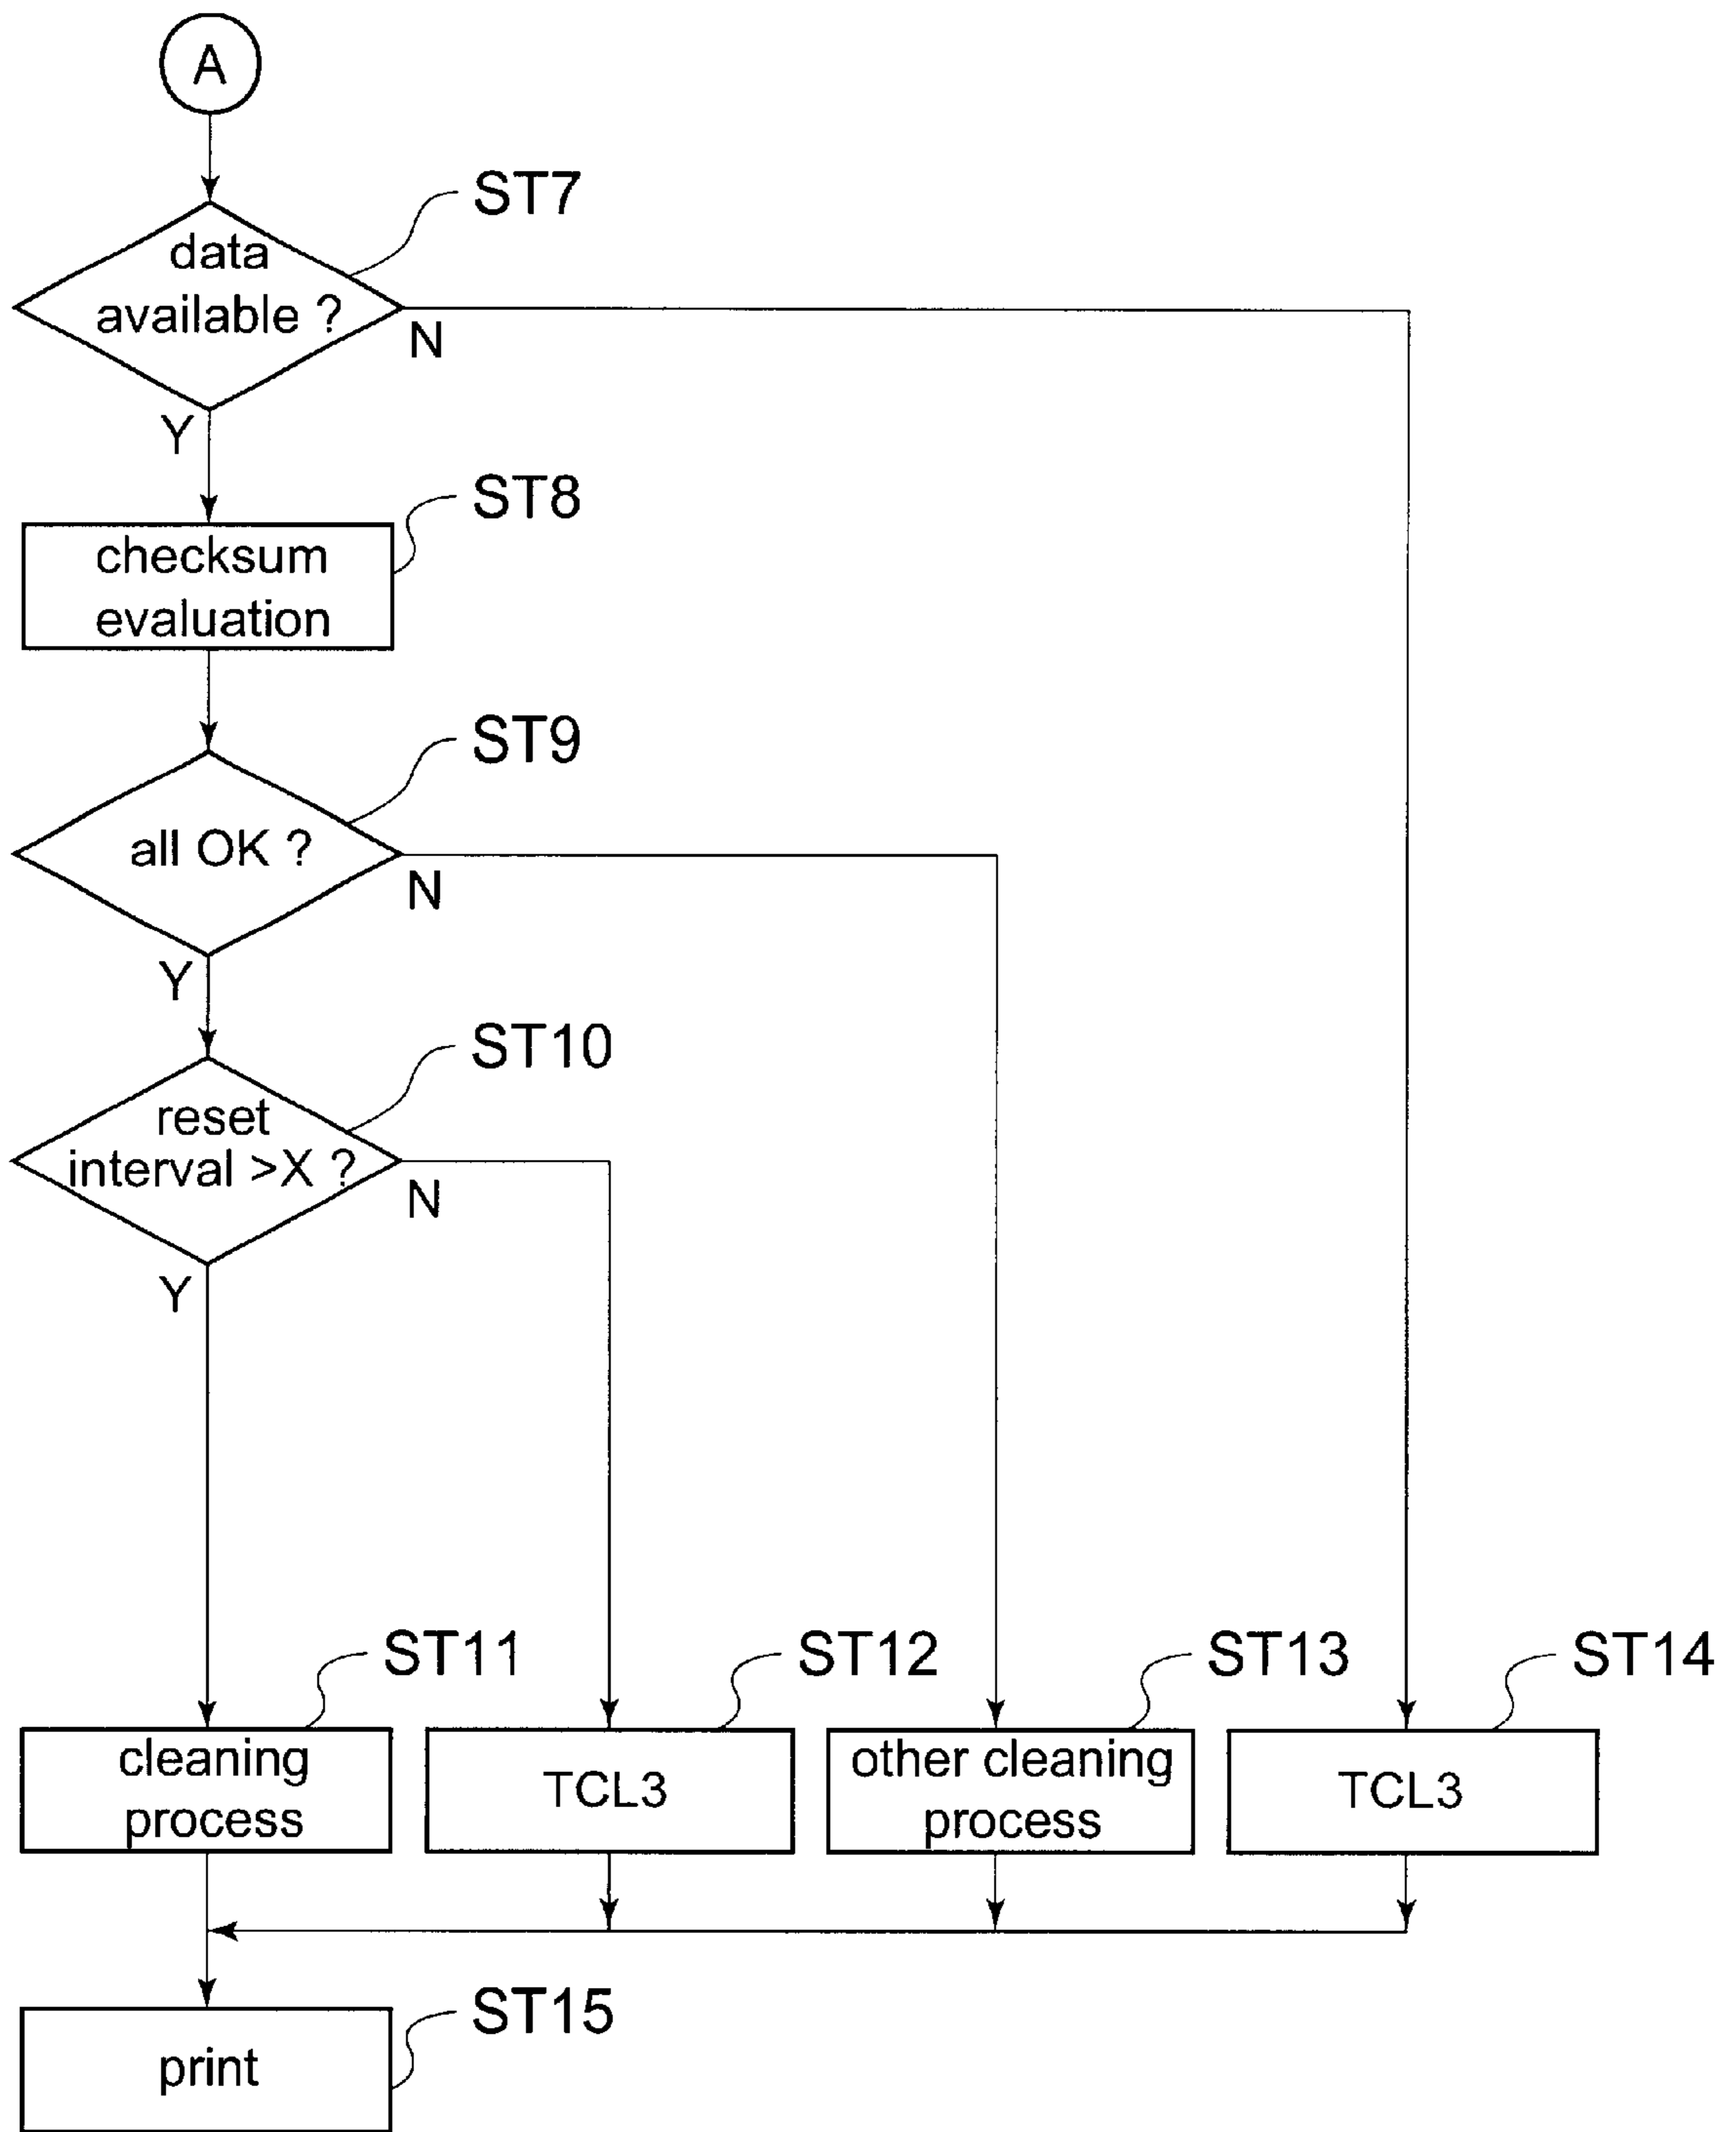 A
ST7
data
available ?
N
Y
ST8
checksum
evaluation
ST9
all OK ?
N
Y
ST10
reset
interval >X ?
N
Y
ST11
ST12
ST13
ST14
cleaning
process
TCL3
other cleaning
process
TCL3
ST15
print